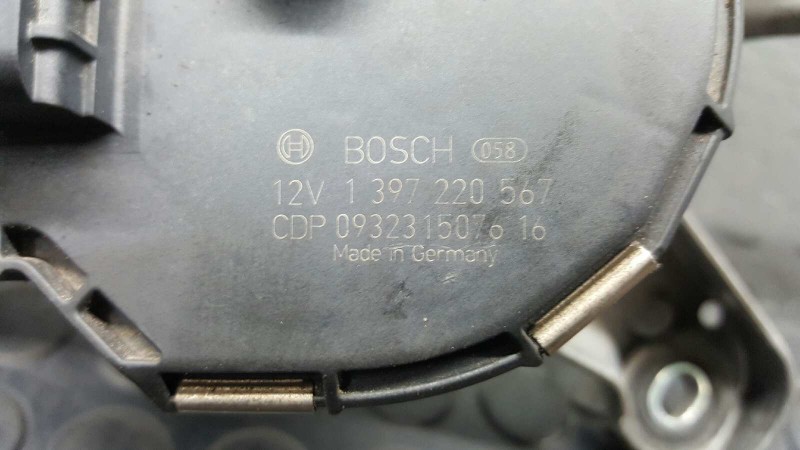 BOSCH 058
12V 1 397 220 567
CDP 0932315076 16
Made in Germany